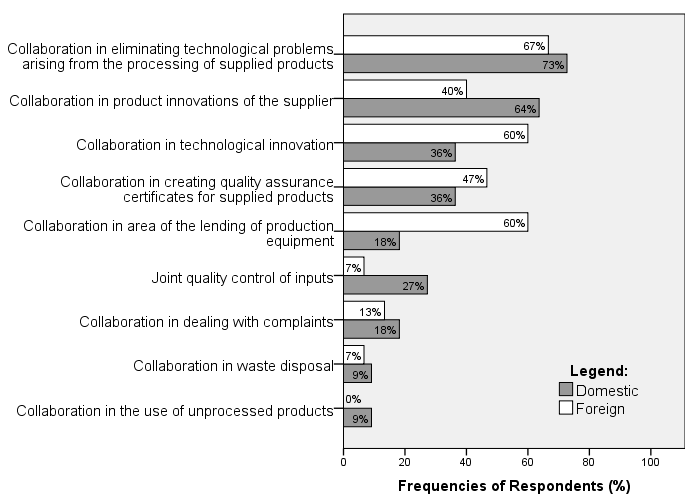 Collaboration in eliminating technological problems
arising from the processing of supplied products
67%
73%
Collaboration in product innovations of the supplier
40%
64%
Collaboration in technological innovation
60%
36%
Collaboration in creating quality assurance
certificates for supplied products
47%
36%
Collaboration in area of the lending of production
equipment
60%
18%
Joint quality control of inputs
7%
27%
Collaboration in dealing with complaints
13%
18%
Collaboration in waste disposal
7%
9%
Collaboration in the use of unprocessed products
0%
9%
Legend:
Domestic
Foreign
0 20 40 60 80 100
Frequencies of Respondents (%)